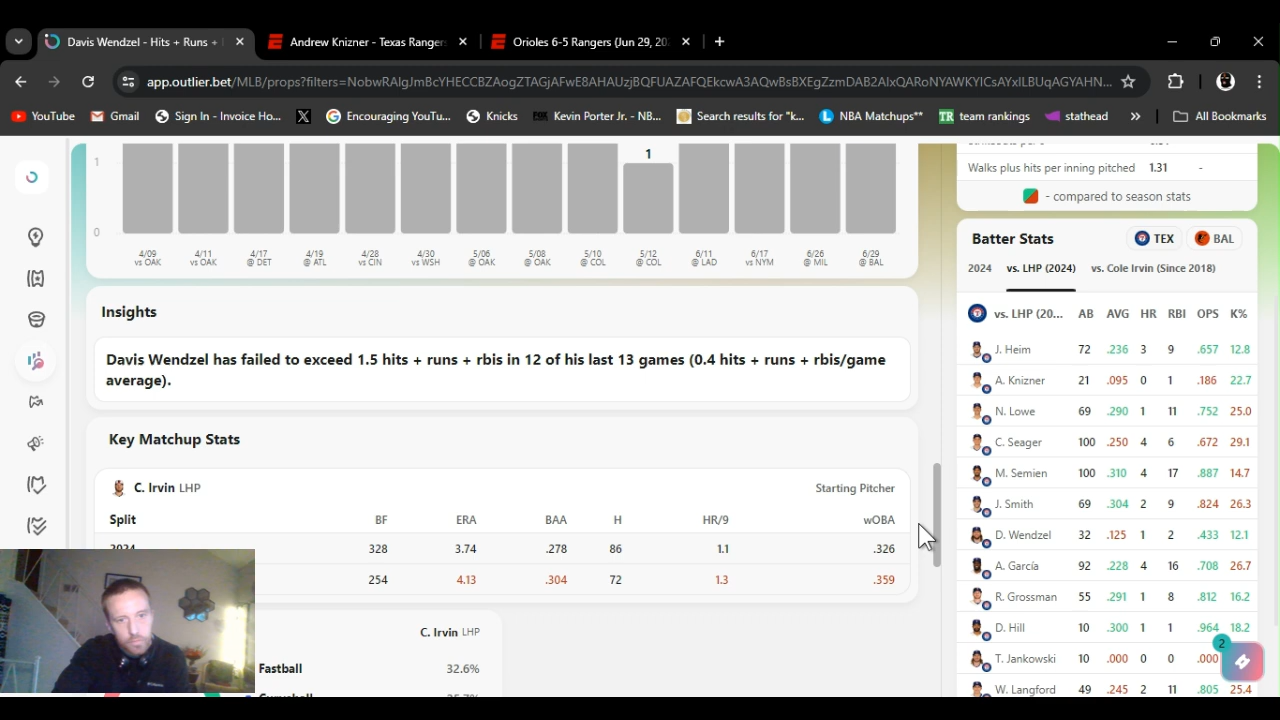 Davis Wendzel - Hits + Runs +
Andrew Knizner - Texas Rangers
Orioles 6-5 Rangers (Jun 29, 20
YouTube
Gmail
Sign In - Invoice Ho...
Encouraging YouTu...
Knicks
Kevin Porter Jr. - NB...
Search results for "k...
NBA Matchups**
team rankings
stathead
»
All Bookmarks
1
0
1
4/09 vs OAK
4/11 vs OAK
4/17 @ DET
4/19 @ ATL
4/28 vs CIN
4/30 vs WSH
5/06 @ OAK
5/08 @ OAK
5/10 @ COL
5/12 @ COL
6/11 @ LAD
6/17 vs NYM
6/26 @ MIL
6/29 @ BAL
Insights
Davis Wendzel has failed to exceed 1.5 hits + runs + rbis in 12 of his last 13 games (0.4 hits + runs + rbis/game
average).
Key Matchup Stats
C. Irvin LHP Starting Pitcher
Split BF ERA BAA H HR/9 wOBA
2024 328 3.74 .278 86 1.1 .326
254 4.13 .304 72 1.3 .359
C. Irvin LHP
Fastball 32.6%
Walks plus hits per inning pitched 1.31 -
- compared to season stats
Batter Stats TEX BAL
2024 vs. LHP (2024) vs. Cole Irvin (Since 2018)
vs. LHP (20... AB AVG HR RBI OPS K%
J. Heim 72 .236 3 9 .657 12.8
A. Knizner 21 .095 0 1 .186 22.7
N. Lowe 69 .290 1 11 .752 25.0
C. Seager 100 .250 4 6 .672 29.1
M. Semien 100 .310 4 17 .887 14.7
J. Smith 69 .304 2 9 .824 26.3
D. Wendzel 32 .125 1 2 .433 12.1
A. García 92 .228 4 16 .708 26.7
R. Grossman 55 .291 1 8 .812 16.2
D. Hill 10 .300 1 1 .964 18.2
T. Jankowski 10 .000 0 0 .000
W. Langford 49 .245 2 11 .805 25.4
2